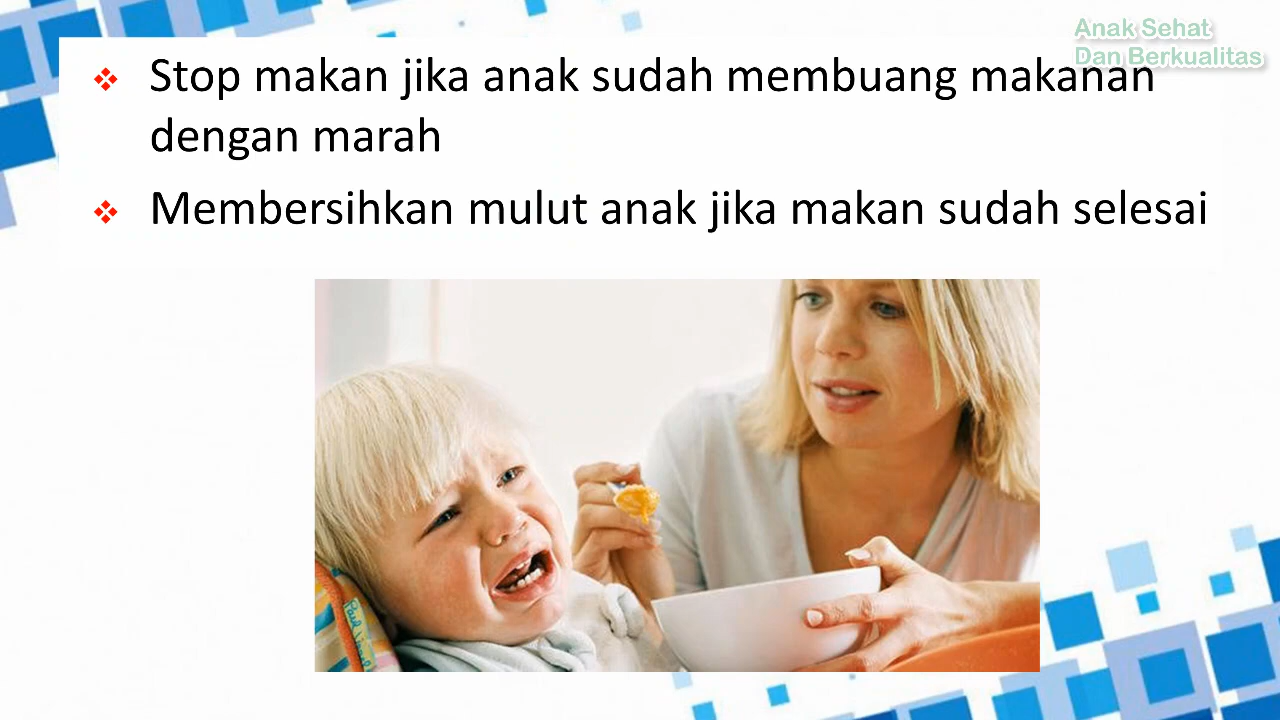 Anak Sehat
Dan Berkualitas
Stop makan jika anak sudah membuang makanan
dengan marah
Membersihkan mulut anak jika makan sudah selesai